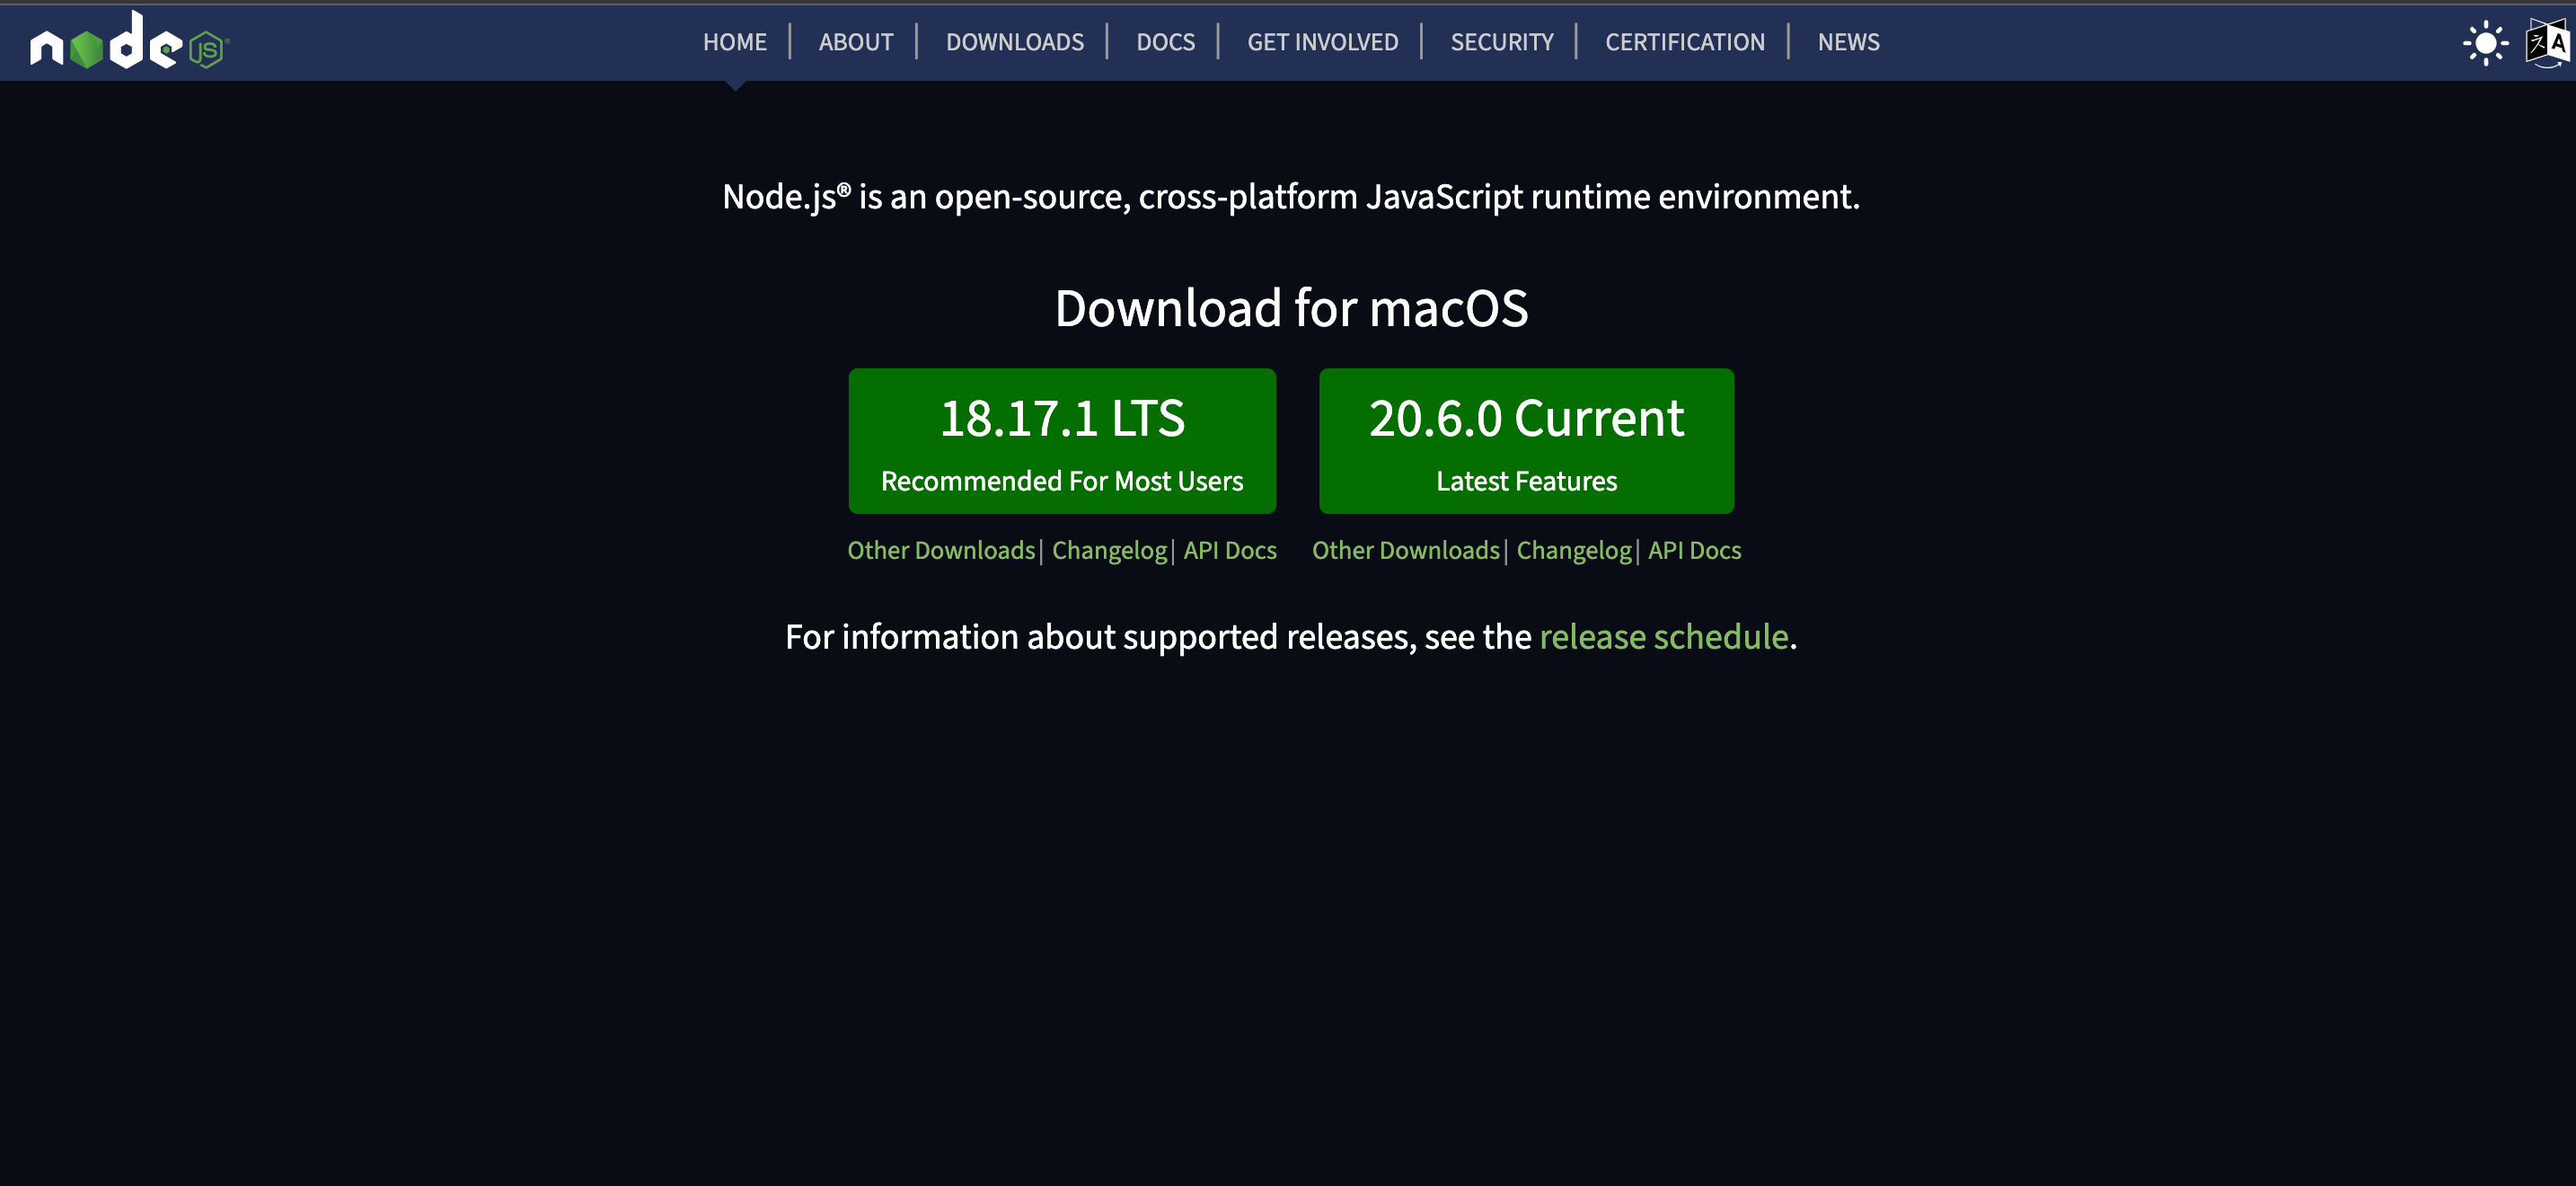 node JS ®
HOME | ABOUT | DOWNLOADS | DOCS | GET INVOLVED | SECURITY | CERTIFICATION | NEWS
Node.js® is an open-source, cross-platform JavaScript runtime environment.
Download for macOS
18.17.1 LTS
Recommended For Most Users
20.6.0 Current
Latest Features
Other Downloads | Changelog | API Docs
Other Downloads | Changelog | API Docs
For information about supported releases, see the release schedule.